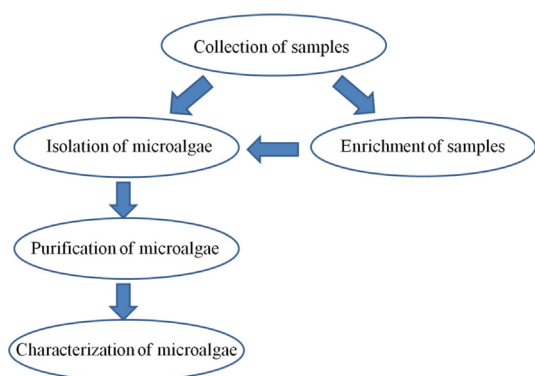 Collection of samples
Isolation of microalgae
Enrichment of samples
Purification of microalgae
Characterization of microalgae